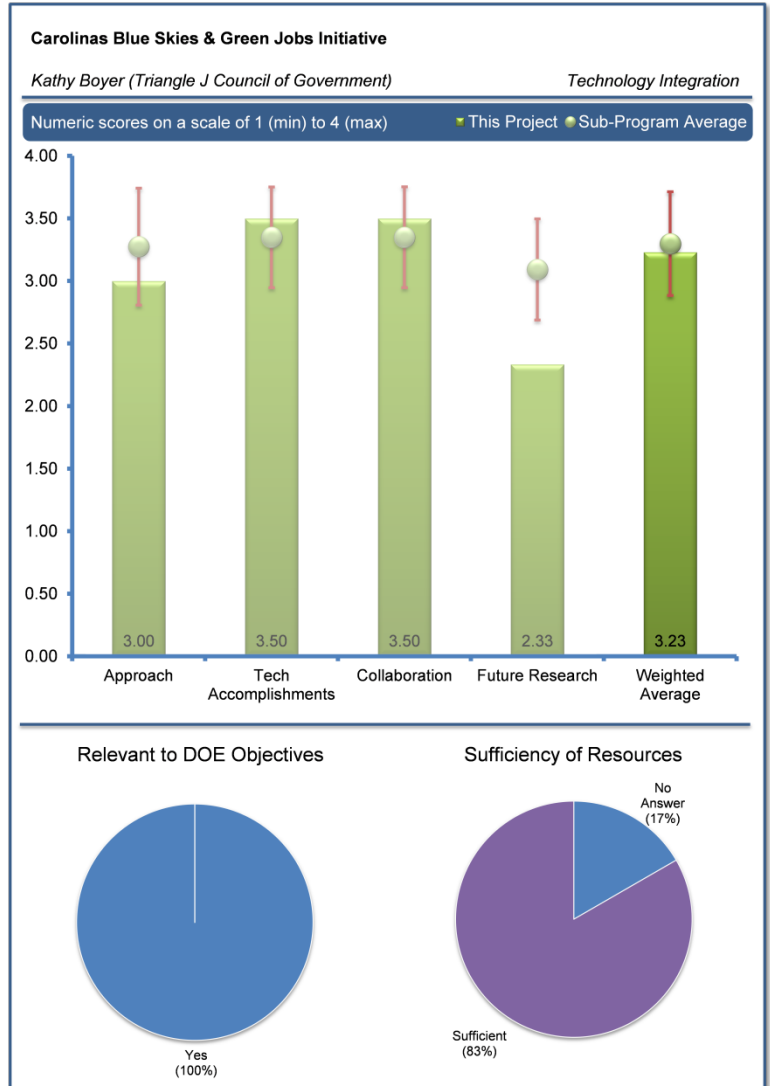 Carolinas Blue Skies & Green Jobs Initiative
Kathy Boyer (Triangle J Council of Government) Technology Integration
Numeric scores on a scale of 1 (min) to 4 (max) This Project Sub-Program Average
4.00
3.50
3.00
2.50
2.00
1.50
1.00
0.50
0.00
3.00 3.50 3.50 2.33 3.23
Approach Tech Collaboration Future Research Weighted
Accomplishments Average
Relevant to DOE Objectives Sufficiency of Resources
No
Answer
(17%)
Sufficient
(83%)
Yes
(100%)